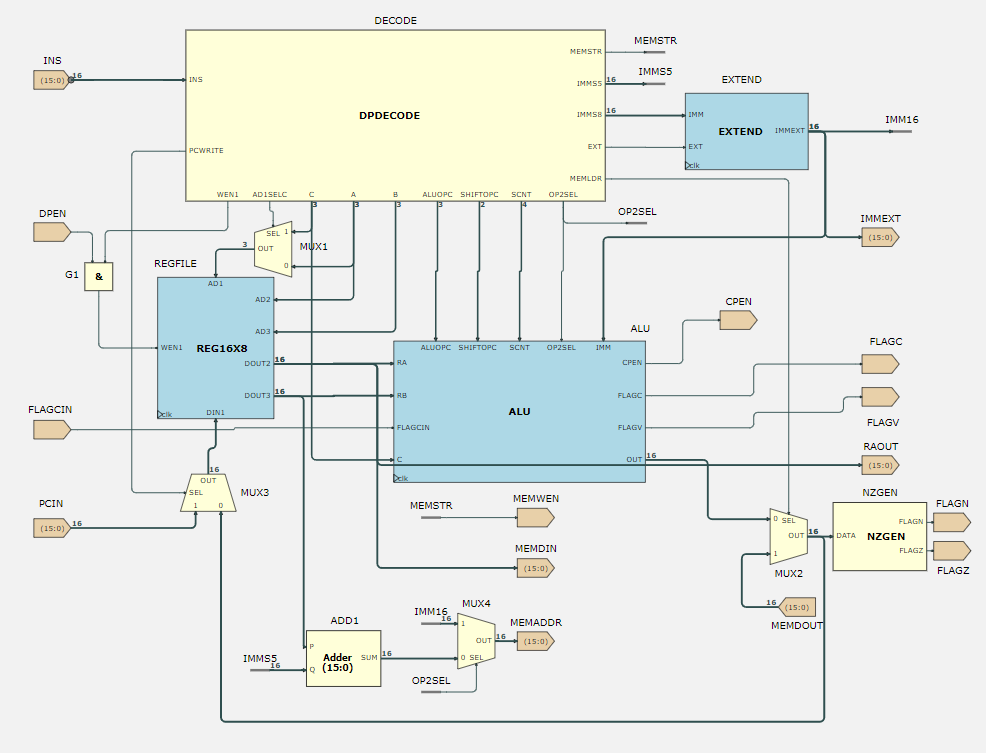 DECODE
MEMSTR
MEMSTR
INS
16
(15:0)
INS
IMMS5
16
IMMS5
EXTEND
DPDECODE
IMMS8
16
IMM
EXTEND
IMMEXT
16
IMM16
EXT
EXT
clk
PCWRITE
MEMLDR
WEN1
AD1SELC
C
A
B
ALUOPC
SHIFTOPC
SCNT
OP2SEL
3
3
3
3
2
4
OP2SEL
IMMEXT
(15:0)
DPEN
SEL
1
MUX1
3
OUT
0
G1
&
REGFILE
AD1
AD2
AD3
WEN1
REG16X8
DOUT2
16
DOUT3
16
clk
DIN1
CPEN
ALU
ALUOPC
SHIFTOPC
SCNT
OP2SEL
IMM
RA
CPEN
RB
FLAGC
ALU
FLAGCIN
FLAGV
C
OUT
16
clk
FLAGC
FLAGV
RAOUT
(15:0)
FLAGCIN
16
OUT
SEL
MUX3
1
0
PCIN
16
(15:0)
MEMSTR
MEMWEN
MEMDIN
(15:0)
0
SEL
OUT
16
1
MUX2
NZGEN
FLAGN
DATA
NZGEN
FLAGZ
FLAGN
FLAGZ
16
(15:0)
MEMDOUT
ADD1
P
Adder
(15:0)
SUM
16
Q
IMMS5
16
IMM16
16
MUX4
1
OUT
16
0
SEL
MEMADDR
(15:0)
OP2SEL